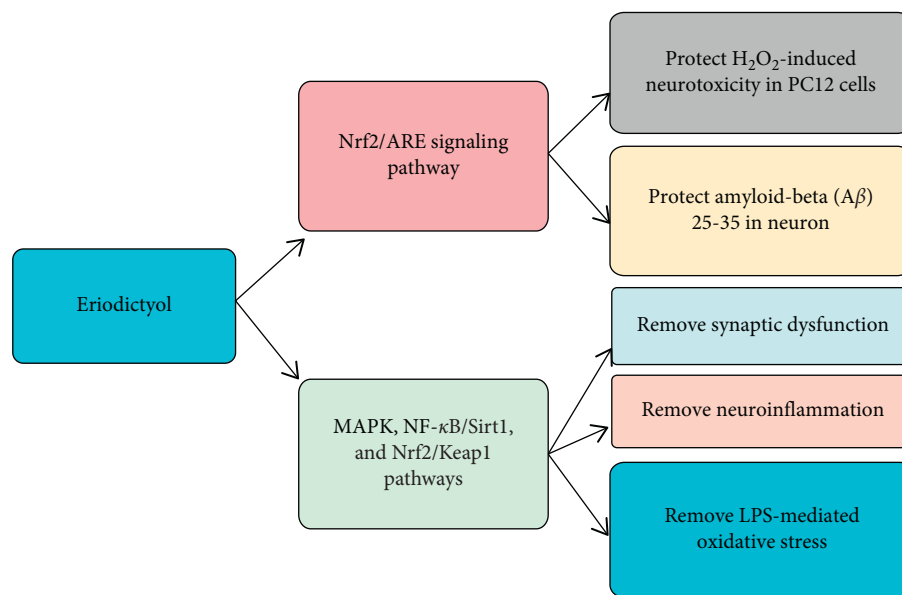 Protect H₂O₂-induced
neurotoxicity in PC12 cells
Nrf2/ARE signaling
pathway
Protect amyloid-beta (Aβ)
25-35 in neuron
Eriodictyol
Remove synaptic dysfunction
MAPK, NF-κB/Sirt1,
and Nrf2/Keap1
pathways
Remove neuroinflammation
Remove LPS-mediated
oxidative stress